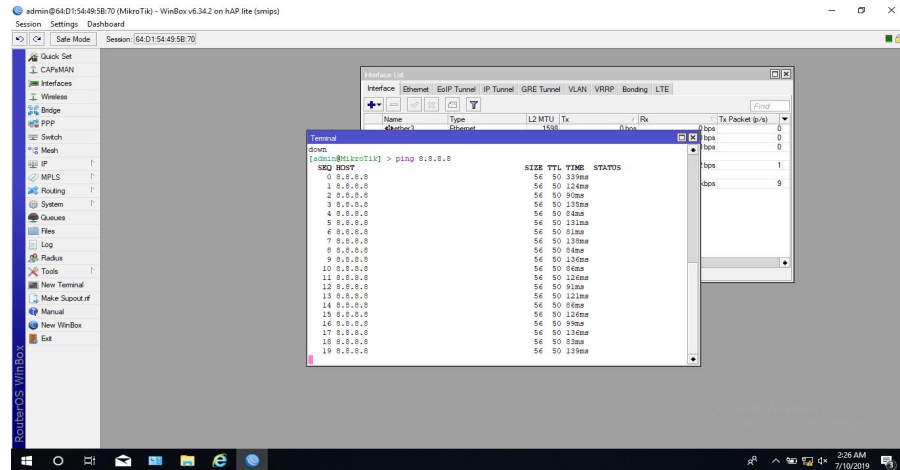 admin@64:D1:54:49:5B:70 (MikroTik) - WinBox v6.34.2 on hAP lite (smips)
Session Settings Dashboard
Safe Mode Session: 64:D1:54:49:5B:70
Quick Set
CAPsMAN
Interfaces
Wireless
Bridge
PPP
Switch
Mesh
IP
MPLS
Routing
System
Queues
Files
Log
Radius
Tools
New Terminal
Make Supout.rif
Manual
New WinBox
Exit
RouterOS WinBox
Interface List
Interface Ethernet EoIP Tunnel IP Tunnel GRE Tunnel VLAN VRRP Bonding LTE
Find
Name Type L2 MTU Tx Rx Tx Packet (p/s)
ether3 Ethernet 1598 0 bps 0 bps 0
0 bps 0
0 bps 0
bps 1
kbps 9
Terminal
down
[admin@MikroTik] > ping 8.8.8.8
SEQ HOST SIZE TTL TIME STATUS
0 8.8.8.8 56 50 339ms
1 8.8.8.8 56 50 124ms
2 8.8.8.8 56 50 90ms
3 8.8.8.8 56 50 135ms
4 8.8.8.8 56 50 84ms
5 8.8.8.8 56 50 131ms
6 8.8.8.8 56 50 81ms
7 8.8.8.8 56 50 138ms
8 8.8.8.8 56 50 84ms
9 8.8.8.8 56 50 136ms
10 8.8.8.8 56 50 86ms
11 8.8.8.8 56 50 126ms
12 8.8.8.8 56 50 91ms
13 8.8.8.8 56 50 121ms
14 8.8.8.8 56 50 86ms
15 8.8.8.8 56 50 126ms
16 8.8.8.8 56 50 99ms
17 8.8.8.8 56 50 136ms
18 8.8.8.8 56 50 83ms
19 8.8.8.8 56 50 139ms
2:26 AM
7/10/2019